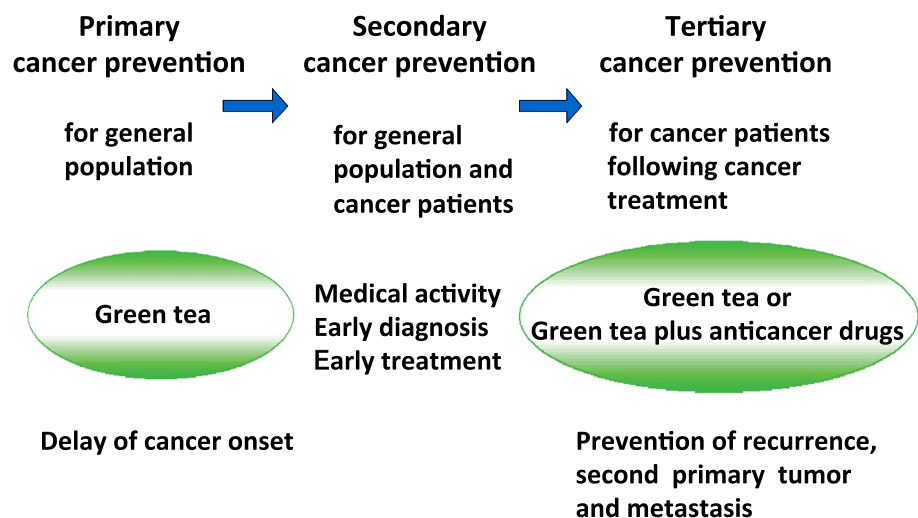 Primary
cancer prevention
for general
population
Green tea
Delay of cancer onset
Secondary
cancer prevention
for general
population and
cancer patients
Medical activity
Early diagnosis
Early treatment
Tertiary
cancer prevention
for cancer patients
following cancer
treatment
Green tea or
Green tea plus anticancer drugs
Prevention of recurrence,
second primary tumor
and metastasis